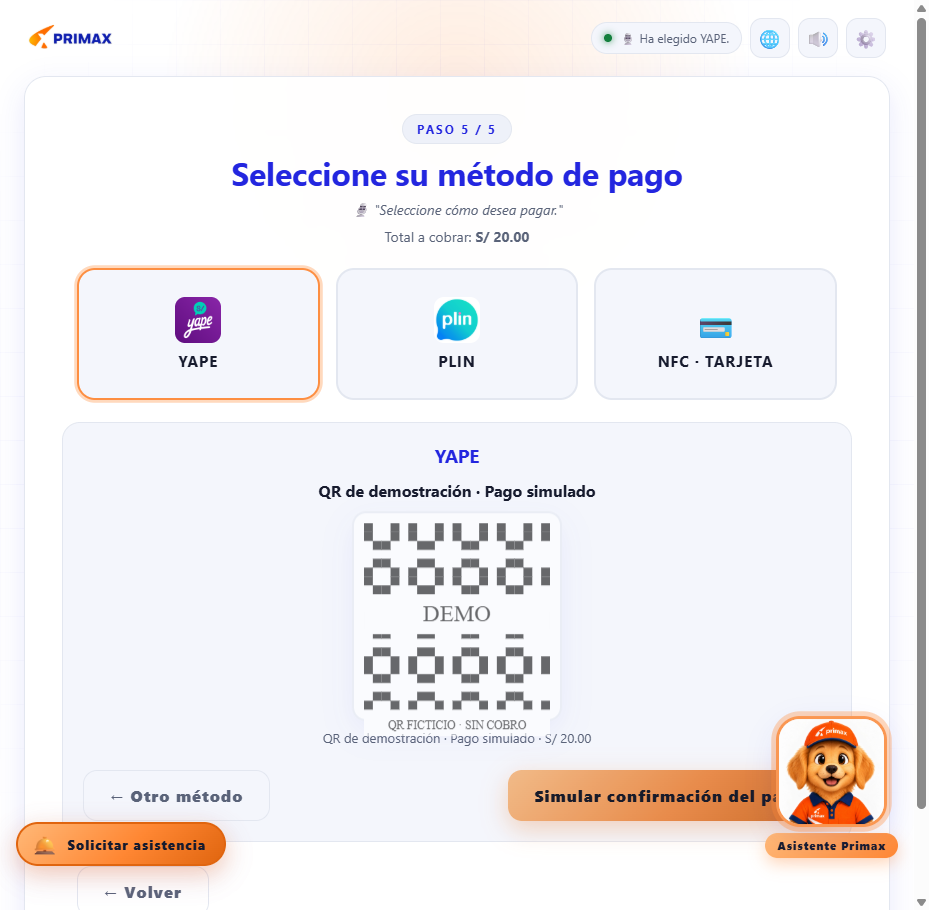 PRIMAX
Ha elegido YAPE.
PASO 5 / 5
Seleccione su método de pago
"Seleccione cómo desea pagar."
Total a cobrar: S/ 20.00
yape
YAPE
plin
PLIN
NFC · TARJETA
YAPE
QR de demostración · Pago simulado
DEMO
QR FICTICIO · SIN COBRO
QR de demostración · Pago simulado · S/ 20.00
← Otro método
Simular confirmación del pa
primax
Asistente Primax
Solicitar asistencia
← Volver